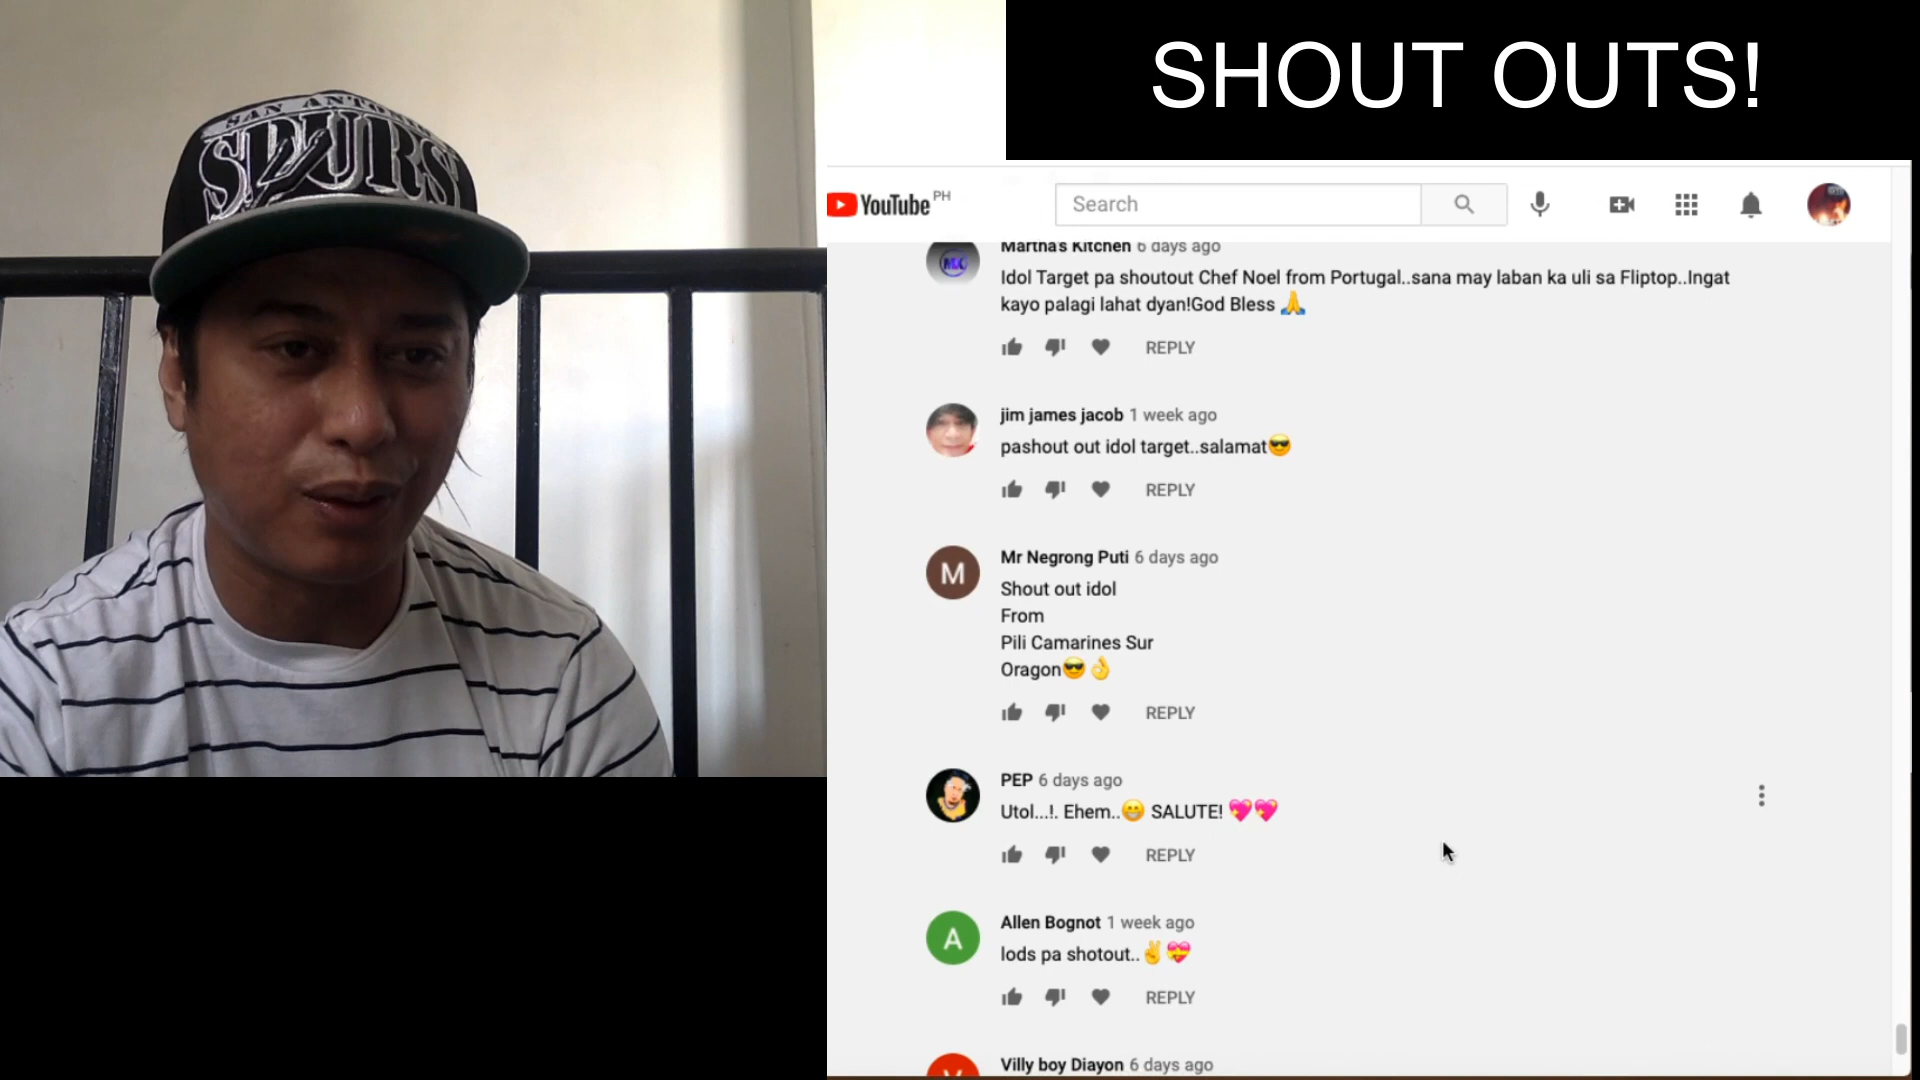 SHOUT OUTS!
SAN ANTONIO
SPURS
YouTube PH
Search
Martha's Kitchen 6 days ago
MK
Idol Target pa shoutout Chef Noel from Portugal..sana may laban ka uli sa Fliptop..Ingat
kayo palagi lahat dyan!God Bless 🙏
REPLY
jim james jacob 1 week ago
pashout out idol target..salamat😎
REPLY
M
Mr Negrong Puti 6 days ago
Shout out idol
From
Pili Camarines Sur
Oragon😎👌
REPLY
PEP 6 days ago
Utol...!. Ehem..😁 SALUTE! 💖💖
REPLY
A
Allen Bognot 1 week ago
lods pa shotout..✌️💝
REPLY
Villy boy Diayon 6 days ago